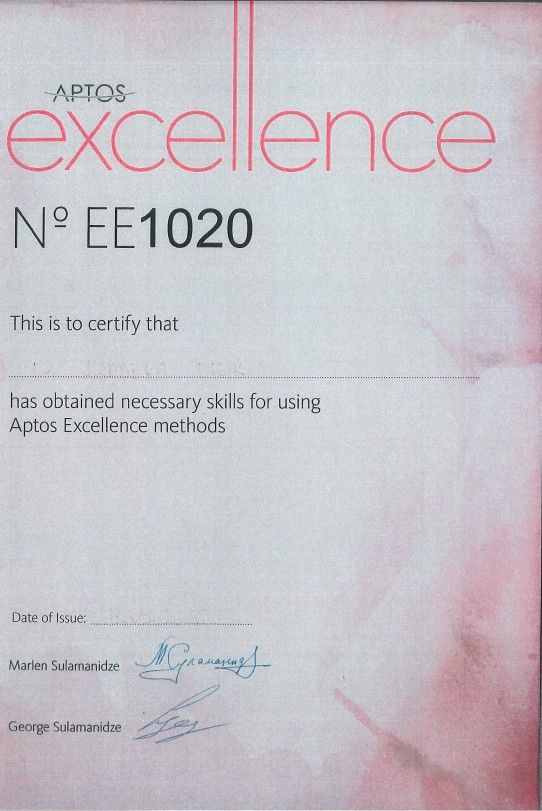 APTOS
excellence
Nº EE1020
This is to certify that
has obtained necessary skills for using
Aptos Excellence methods
Date of Issue:
Marlen Sulamanidze
George Sulamanidze